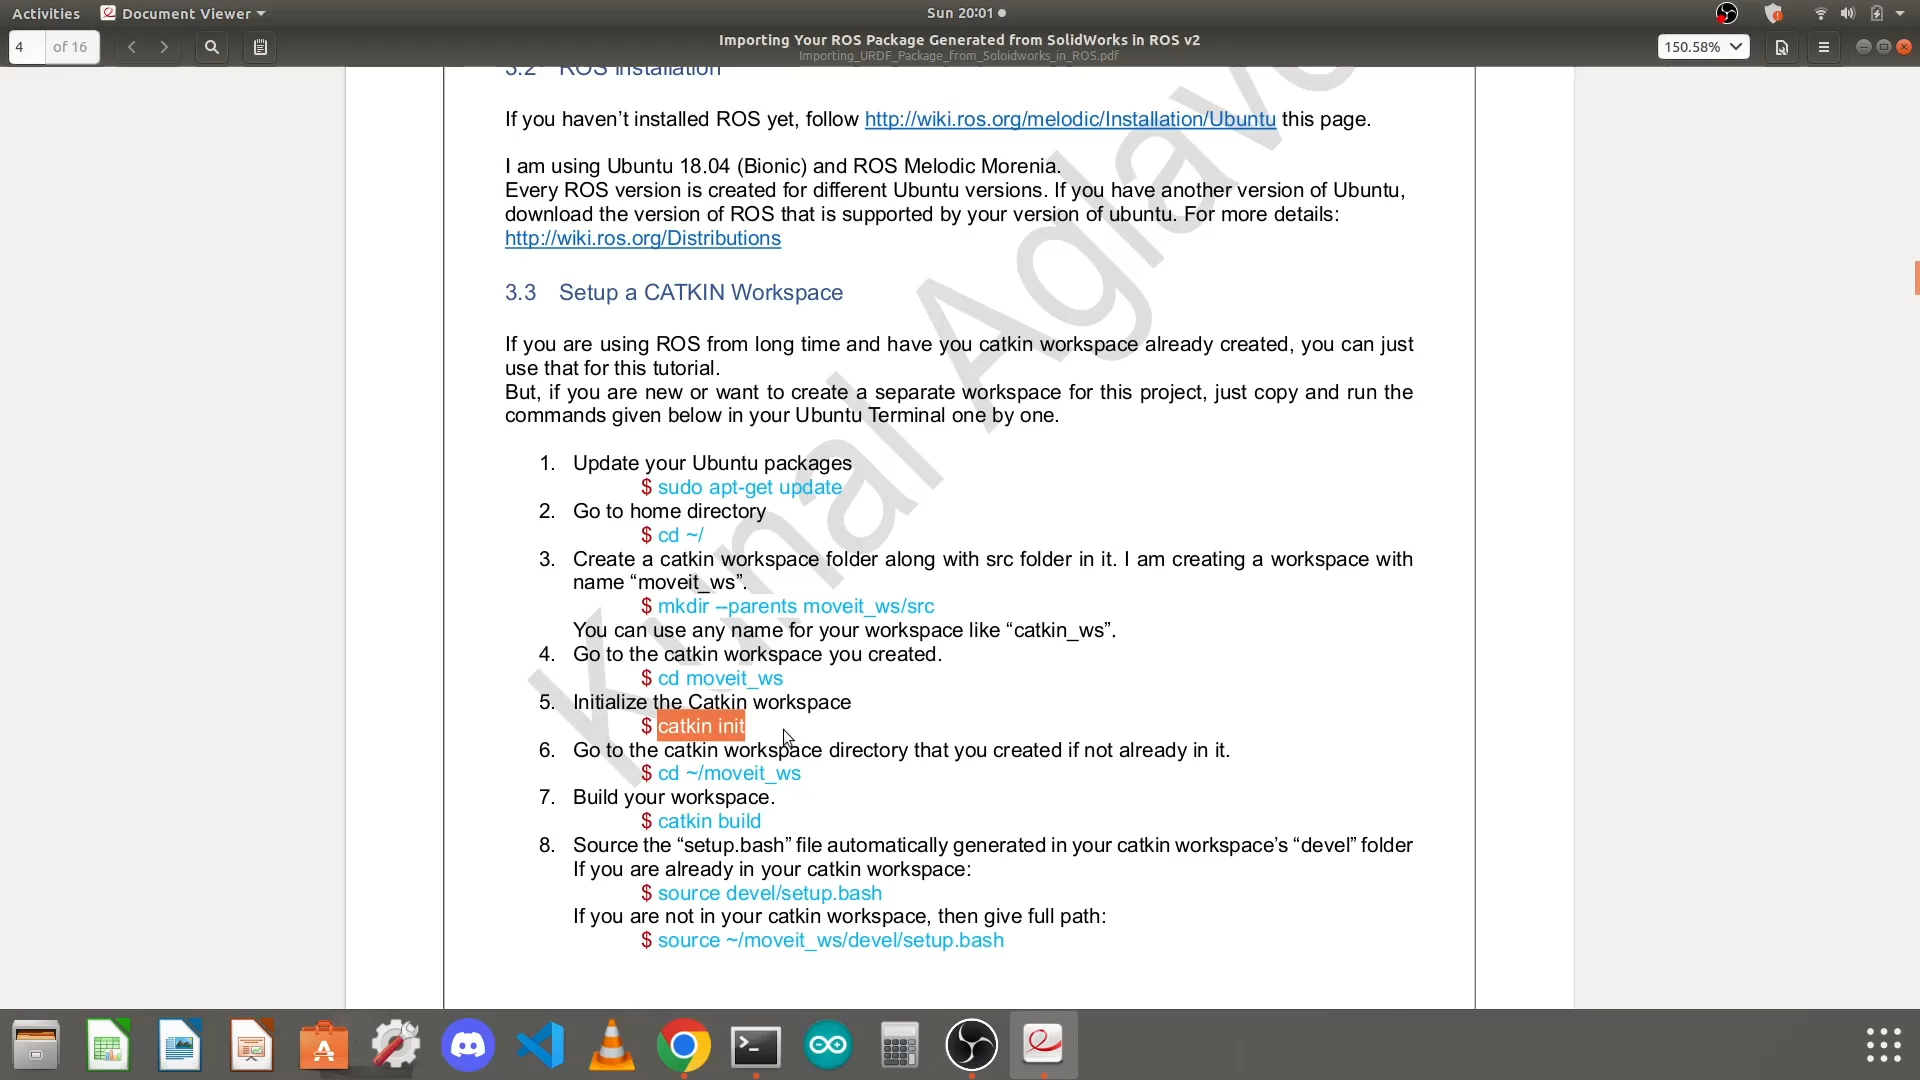 Activities
Document Viewer
Sun 20:01
4
of 16
Importing Your ROS Package Generated from SolidWorks in ROS v2
Importing_URDF_Package_from_Soloidworks_in_ROS.pdf
150.58%
3.2 ROS Installation
If you haven’t installed ROS yet, follow http://wiki.ros.org/melodic/Installation/Ubuntu this page.
I am using Ubuntu 18.04 (Bionic) and ROS Melodic Morenia.
Every ROS version is created for different Ubuntu versions. If you have another version of Ubuntu,
download the version of ROS that is supported by your version of ubuntu. For more details:
http://wiki.ros.org/Distributions
3.3 Setup a CATKIN Workspace
If you are using ROS from long time and have you catkin workspace already created, you can just
use that for this tutorial.
But, if you are new or want to create a separate workspace for this project, just copy and run the
commands given below in your Ubuntu Terminal one by one.
1. Update your Ubuntu packages
$ sudo apt-get update
2. Go to home directory
$ cd ~/
3. Create a catkin workspace folder along with src folder in it. I am creating a workspace with
name “moveit_ws”.
$ mkdir --parents moveit_ws/src
You can use any name for your workspace like “catkin_ws”.
4. Go to the catkin workspace you created.
$ cd moveit_ws
5. Initialize the Catkin workspace
$ catkin init
6. Go to the catkin workspace directory that you created if not already in it.
$ cd ~/moveit_ws
7. Build your workspace.
$ catkin build
8. Source the “setup.bash” file automatically generated in your catkin workspace’s “devel” folder
If you are already in your catkin workspace:
$ source devel/setup.bash
If you are not in your catkin workspace, then give full path:
$ source ~/moveit_ws/devel/setup.bash
Kunal Aglave